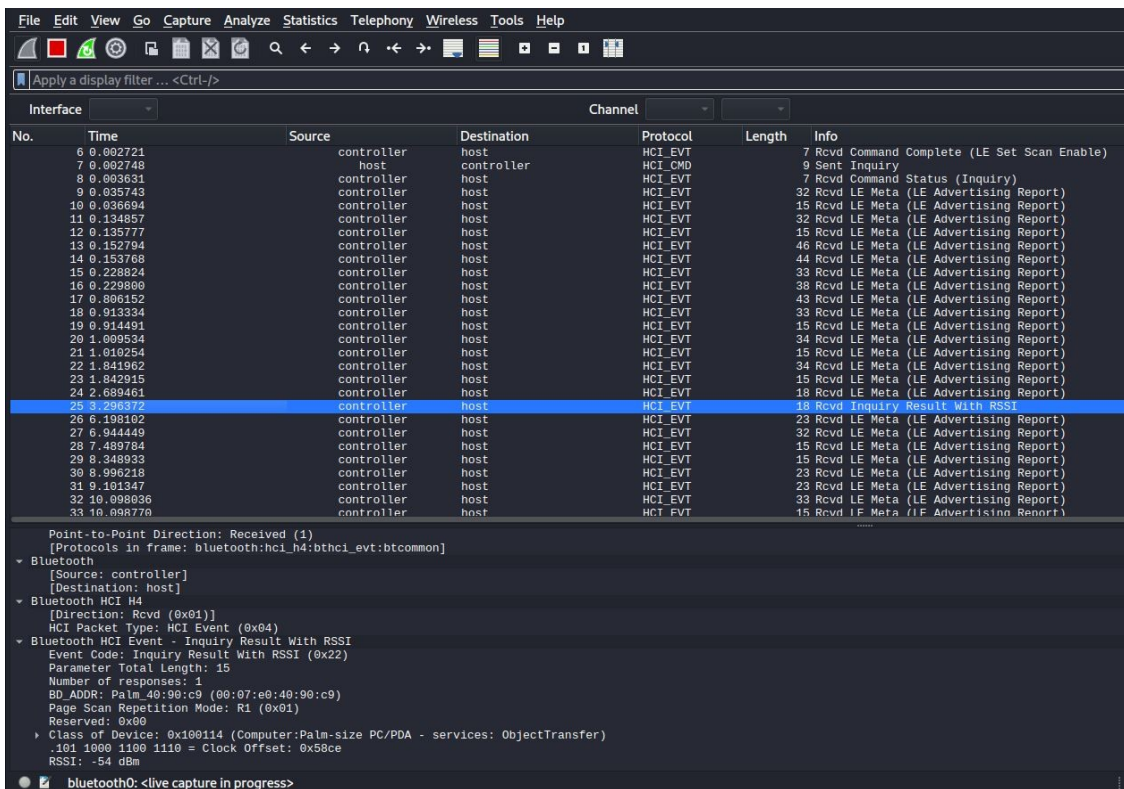 File Edit View Go Capture Analyze Statistics Telephony Wireless Tools Help
Apply a display filter ... <Ctrl-/>
Interface Channel
No. Time Source Destination Protocol Length Info
6 0.002721 controller host HCI_EVT 7 Rcvd Command Complete (LE Set Scan Enable)
7 0.002748 host controller HCI_CMD 9 Sent Inquiry
8 0.003631 controller host HCI_EVT 7 Rcvd Command Status (Inquiry)
9 0.035743 controller host HCI_EVT 32 Rcvd LE Meta (LE Advertising Report)
10 0.036694 controller host HCI_EVT 15 Rcvd LE Meta (LE Advertising Report)
11 0.134857 controller host HCI_EVT 32 Rcvd LE Meta (LE Advertising Report)
12 0.135777 controller host HCI_EVT 15 Rcvd LE Meta (LE Advertising Report)
13 0.152794 controller host HCI_EVT 46 Rcvd LE Meta (LE Advertising Report)
14 0.153768 controller host HCI_EVT 44 Rcvd LE Meta (LE Advertising Report)
15 0.228824 controller host HCI_EVT 33 Rcvd LE Meta (LE Advertising Report)
16 0.229800 controller host HCI_EVT 38 Rcvd LE Meta (LE Advertising Report)
17 0.806152 controller host HCI_EVT 43 Rcvd LE Meta (LE Advertising Report)
18 0.913334 controller host HCI_EVT 33 Rcvd LE Meta (LE Advertising Report)
19 0.914491 controller host HCI_EVT 15 Rcvd LE Meta (LE Advertising Report)
20 1.009534 controller host HCI_EVT 34 Rcvd LE Meta (LE Advertising Report)
21 1.010254 controller host HCI_EVT 15 Rcvd LE Meta (LE Advertising Report)
22 1.841962 controller host HCI_EVT 34 Rcvd LE Meta (LE Advertising Report)
23 1.842915 controller host HCI_EVT 15 Rcvd LE Meta (LE Advertising Report)
24 2.689461 controller host HCI_EVT 18 Rcvd LE Meta (LE Advertising Report)
25 3.296372 controller host HCI_EVT 18 Rcvd Inquiry Result With RSSI
26 6.198102 controller host HCI_EVT 23 Rcvd LE Meta (LE Advertising Report)
27 6.944449 controller host HCI_EVT 32 Rcvd LE Meta (LE Advertising Report)
28 7.489784 controller host HCI_EVT 15 Rcvd LE Meta (LE Advertising Report)
29 8.348933 controller host HCI_EVT 15 Rcvd LE Meta (LE Advertising Report)
30 8.996218 controller host HCI_EVT 23 Rcvd LE Meta (LE Advertising Report)
31 9.101347 controller host HCI_EVT 23 Rcvd LE Meta (LE Advertising Report)
32 10.098036 controller host HCI_EVT 33 Rcvd LE Meta (LE Advertising Report)
33 10.098770 controller host HCI_EVT 15 Rcvd LE Meta (LE Advertising Report)
Point-to-Point Direction: Received (1)
[Protocols in frame: bluetooth:hci_h4:bthci_evt:btcommon]
Bluetooth
[Source: controller]
[Destination: host]
Bluetooth HCI H4
[Direction: Rcvd (0x01)]
HCI Packet Type: HCI Event (0x04)
Bluetooth HCI Event - Inquiry Result With RSSI
Event Code: Inquiry Result With RSSI (0x22)
Parameter Total Length: 15
Number of responses: 1
BD_ADDR: Palm_40:90:c9 (00:07:e0:40:90:c9)
Page Scan Repetition Mode: R1 (0x01)
Reserved: 0x00
Class of Device: 0x100114 (Computer:Palm-size PC/PDA - services: ObjectTransfer)
.101 1000 1100 1110 = Clock Offset: 0x58ce
RSSI: -54 dBm
bluetooth0: <live capture in progress>